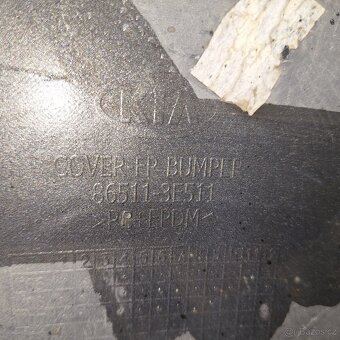 KIA
COVER-FR BUMPER
86511-3E511
>PP+EPDM<